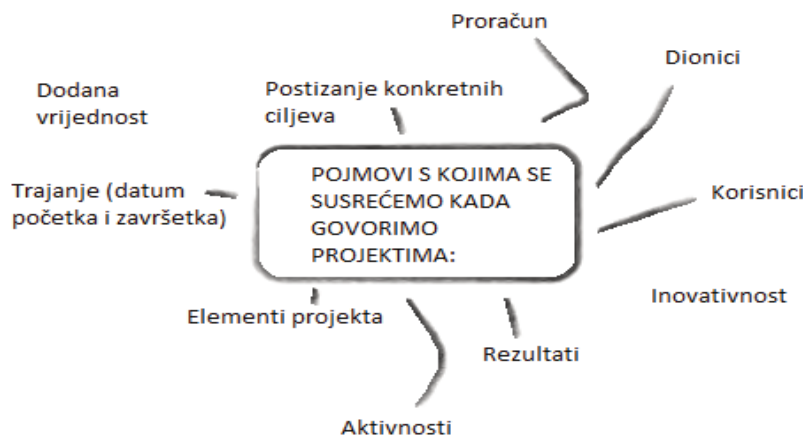 Proračun
Dionici
Dodana
vrijednost
Postizanje konkretnih
ciljeva
POJMOVI S KOJIMA SE
SUSREĆEMO KADA
GOVORIMO
PROJEKTIMA:
Trajanje (datum
početka i završetka)
Korisnici
Inovativnost
Elementi projekta
Rezultati
Aktivnosti